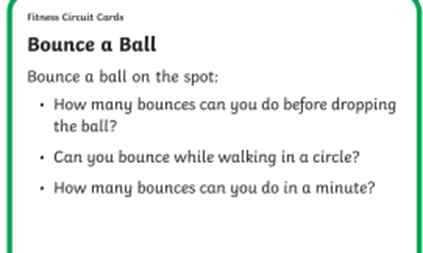 Fitness Circuit Cards
Bounce a Ball
Bounce a ball on the spot:
• How many bounces can you do before dropping
the ball?
• Can you bounce while walking in a circle?
• How many bounces can you do in a minute?